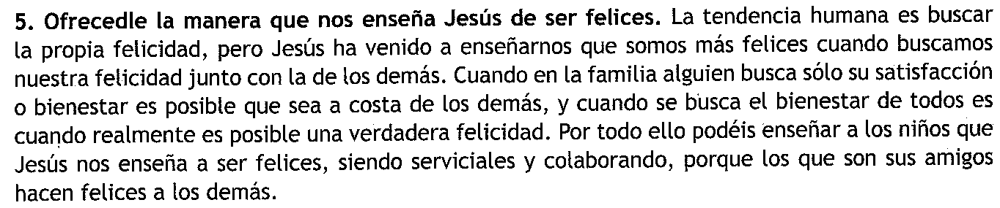 5. Ofrecedle la manera que nos enseña Jesús de ser felices. La tendencia humana es buscar
la propia felicidad, pero Jesús ha venido a enseñarnos que somos más felices cuando buscamos
nuestra felicidad junto con la de los demás. Cuando en la familia alguien busca sólo su satisfacción
o bienestar es posible que sea a costa de los demás, y cuando se busca el bienestar de todos es
cuando realmente es posible una verdadera felicidad. Por todo ello podéis enseñar a los niños que
Jesús nos enseña a ser felices, siendo serviciales y colaborando, porque los que son sus amigos
hacen felices a los demás.